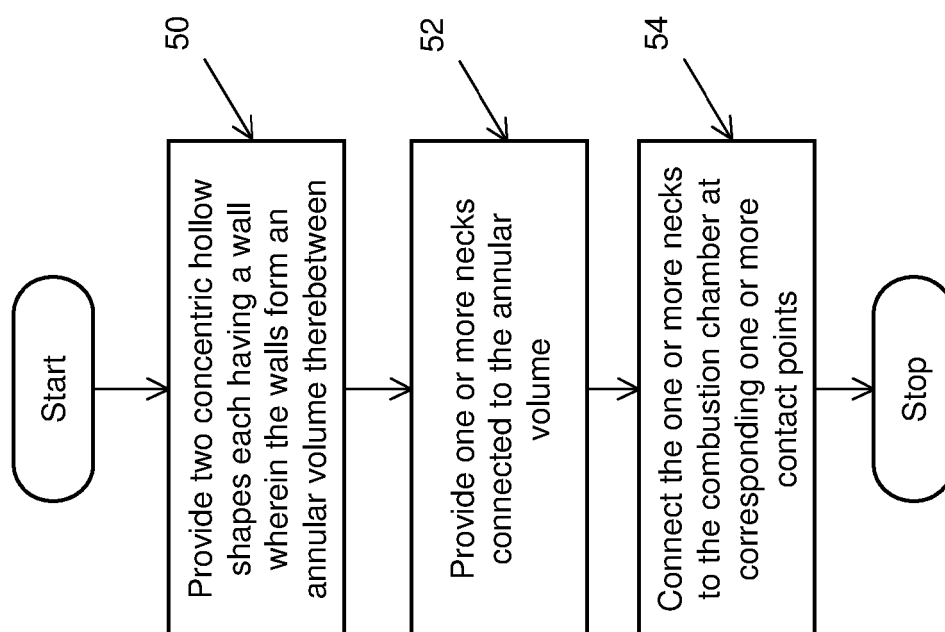 Start
50
Provide two concentric hollow
shapes each having a wall
wherein the walls form an
annular volume therebetween
52
Provide one or more necks
connected to the annular
volume
54
Connect the one or more necks
to the combustion chamber at
corresponding one or more
contact points
Stop